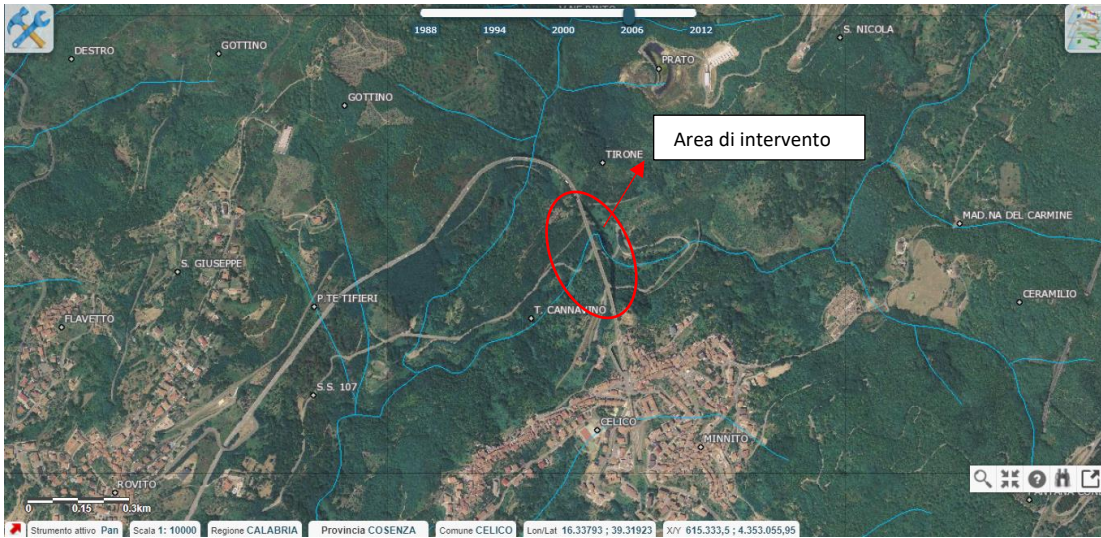 1988 1994 2000 2006 2012
DESTRO
GOTTINO
S. NICOLA
PRATO
GOTTINO
Area di intervento
TIRONE
MAD.NA DEL CARMINE
S. GIUSEPPE
P.TE TIFIERI
CERAMILIO
FLAVETTO
T. CANNAVINO
S.S. 107
CELICO
MINNITO
ROVITO
0 0.15 0.3km
Strumento attivo Pan Scala 1: 10000 Regione CALABRIA Provincia COSENZA Comune CELICO Lon/Lat 16.33793 ; 39.31923 X/Y 615.333,5 ; 4.353.055,95